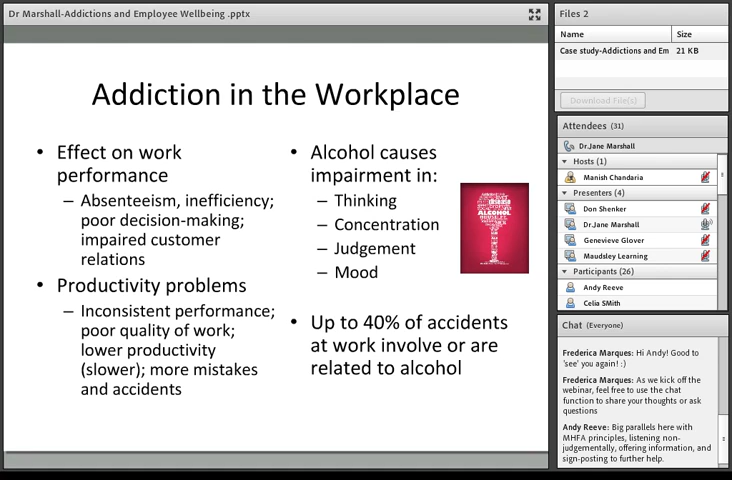 Dr Marshall-Addictions and Employee Wellbeing .pptx
Addiction in the Workplace
• Effect on work
performance
– Absenteeism, inefficiency;
poor decision-making;
impaired customer
relations
• Productivity problems
– Inconsistent performance;
poor quality of work;
lower productivity
(slower); more mistakes
and accidents
• Alcohol causes
impairment in:
– Thinking
– Concentration
– Judgement
– Mood
ALCOHOL
• Up to 40% of accidents
at work involve or are
related to alcohol
Files 2
Name Size
Case study-Addictions and Em 21 KB
Download File(s)
Attendees (31)
Dr.Jane Marshall
Hosts (1)
Manish Chandaria
Presenters (4)
Don Shenker
Dr.Jane Marshall
Genevieve Glover
Maudsley Learning
Participants (26)
Andy Reeve
Celia SMith
Chat (Everyone)
Frederica Marques: Hi Andy! Good to
'see' you again! :)
Frederica Marques: As we kick off the
webinar, feel free to use the chat
function to share your thoughts or ask
questions
Andy Reeve: Big parallels here with
MHFA principles, listening non-
judgementally, offering information, and
sign-posting to further help.